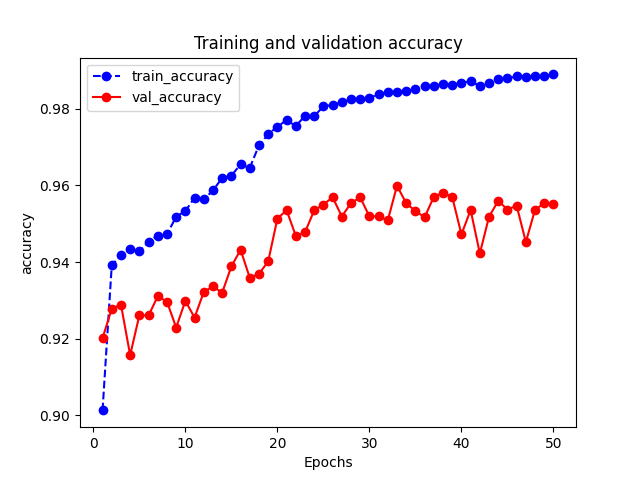 Training and validation accuracy
train_accuracy
val_accuracy
0.98
0.96
0.94
0.92
0.90
accuracy
0 10 20 30 40 50
Epochs